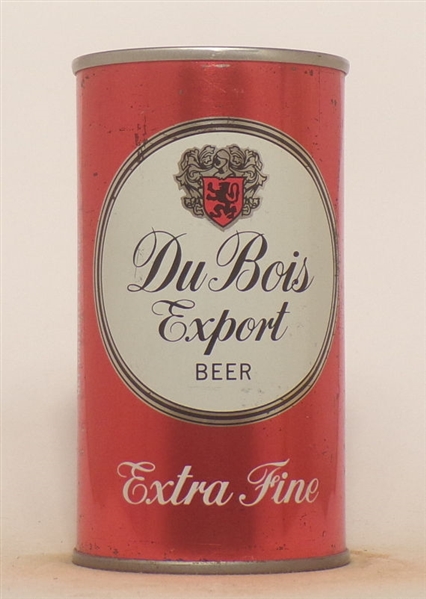 Du Bois
Export
BEER
Extra Fine